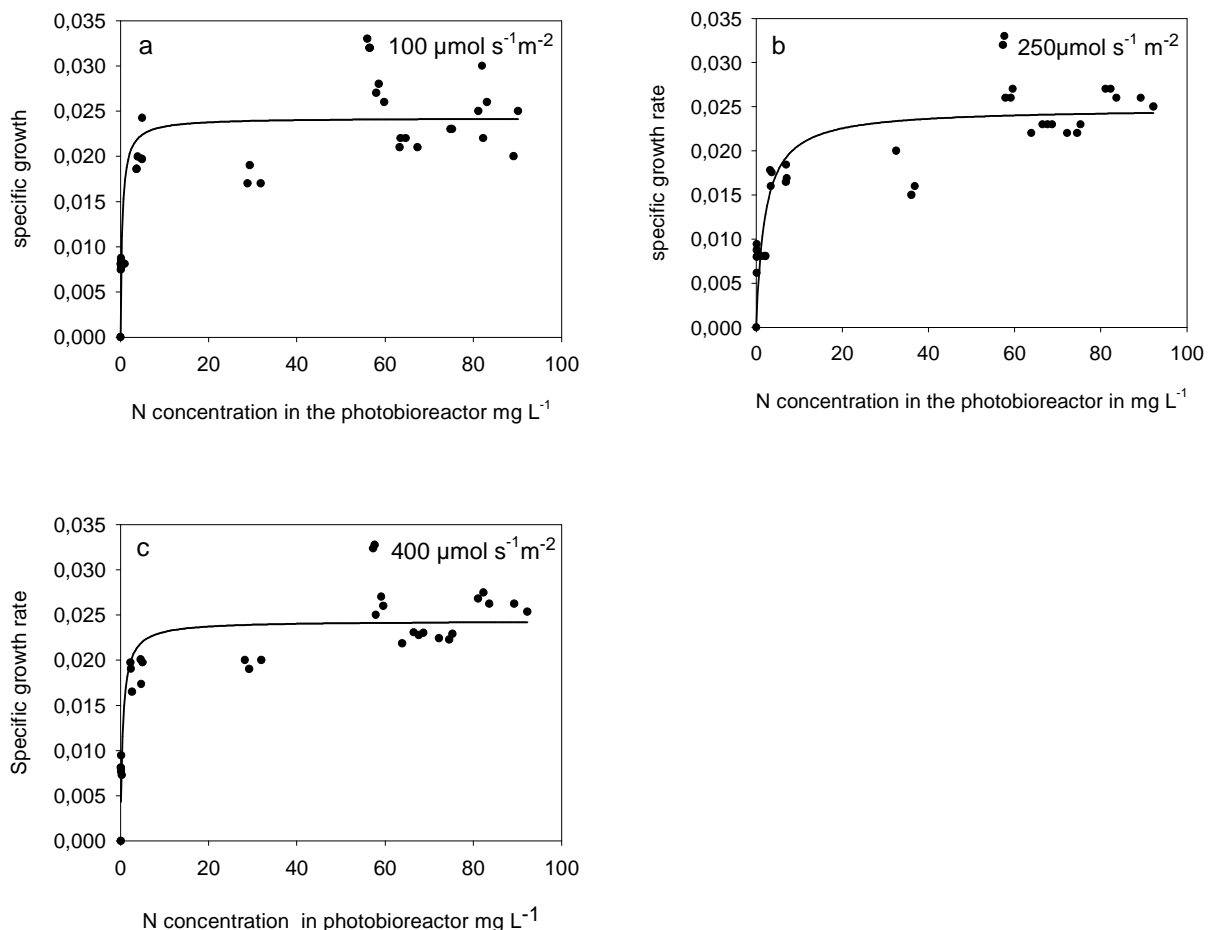 a
100 µmol s-1m-2
0,035
0,030
0,025
0,020
0,015
0,010
0,005
0,000
specific growth
0 20 40 60 80 100
N concentration in the photobioreactor mg L-1
b
250µmol s-1 m-2
0,035
0,030
0,025
0,020
0,015
0,010
0,005
0,000
specific growth rate
0 20 40 60 80 100
N concentration in the photobioreactor in mg L-1
c
400 µmol s-1m-2
0,035
0,030
0,025
0,020
0,015
0,010
0,005
0,000
Specific growth rate
0 20 40 60 80 100
N concentration in photobioreactor mg L-1